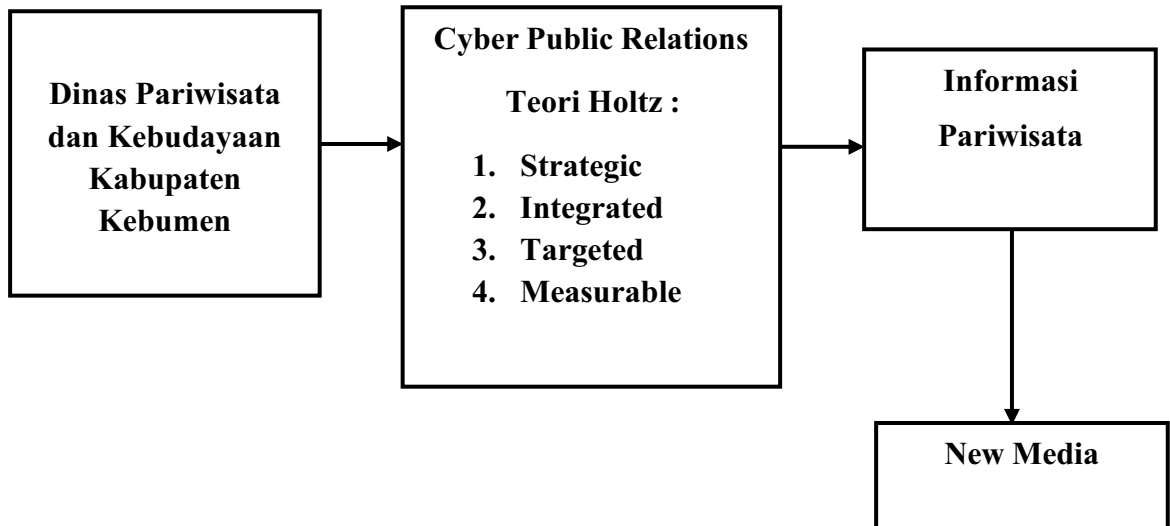 Dinas Pariwisata
dan Kebudayaan
Kabupaten
Kebumen
Cyber Public Relations
Teori Holtz :
1. Strategic
2. Integrated
3. Targeted
4. Measurable
Informasi
Pariwisata
New Media